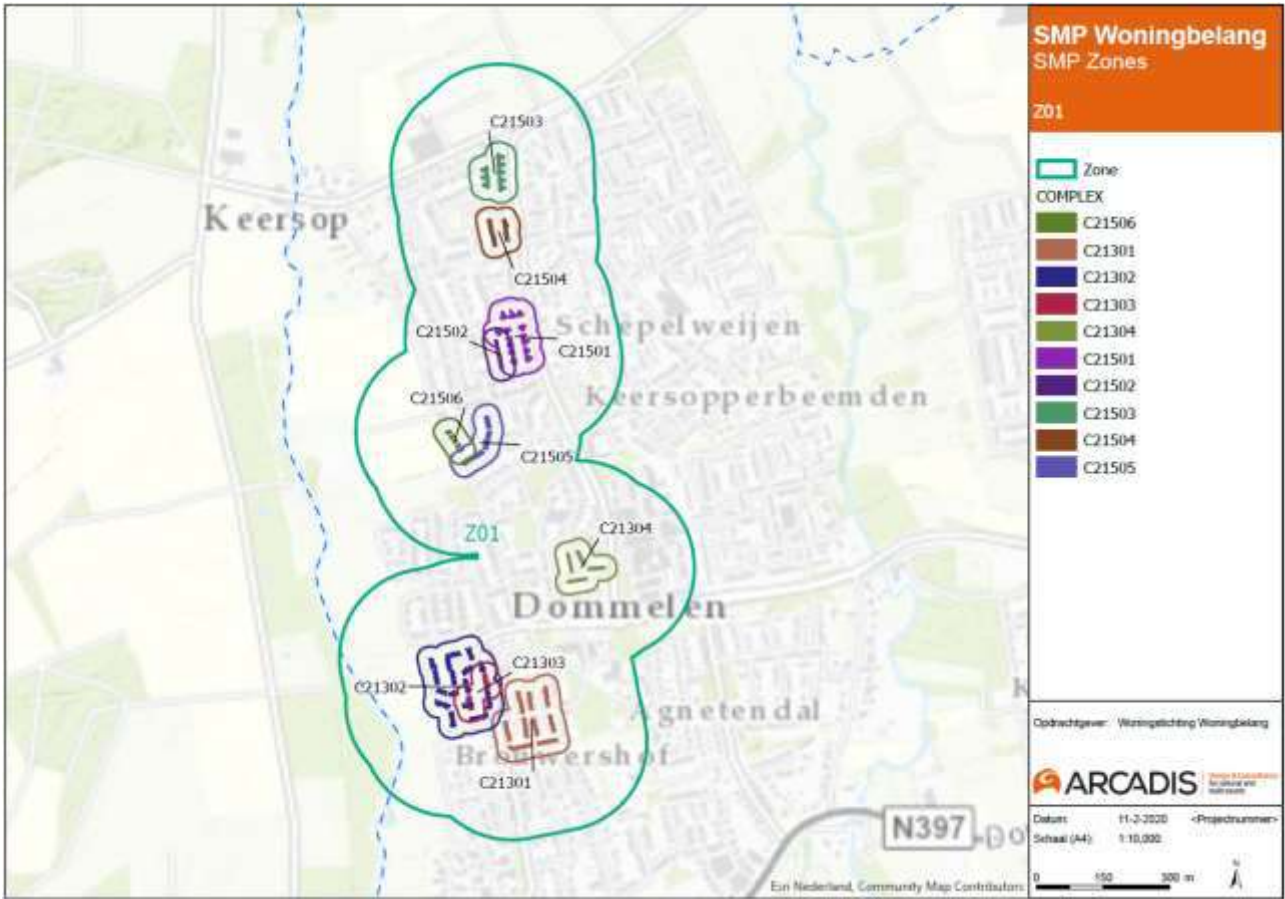 SMP Woningbelang
SMP Zones
Z01
Zone
COMPLEX
C21506
C21301
C21302
C21303
C21304
C21501
C21502
C21503
C21504
C21505
Opdrachtgever: Woningstichting Woningbelang
ARCADIS
Datum: 11-2-2020 <Projectnummer>
Schaal (A4): 1:10,000
0 150 300 m
N
C21503
Keersop
C21504
C21502
Schepelweijen
C21501
Keersopperbeemden
C21506
C21505
Z01
C21304
Dommelen
C21303
C21302
Agnetendal
Brouwershof
C21301
N397
Do
K
Esri Nederland, Community Map Contributors